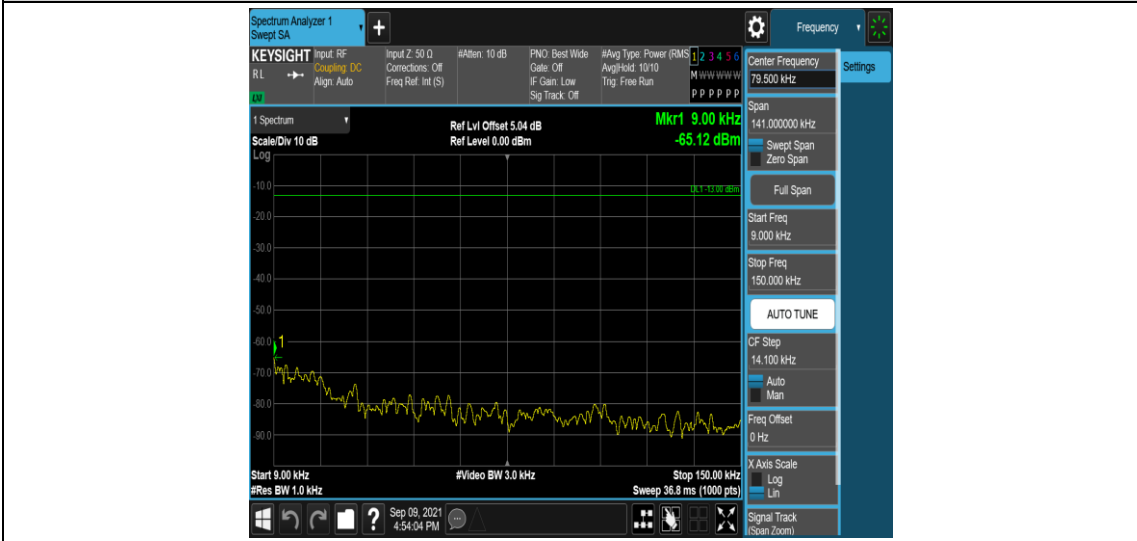 Spectrum Analyzer 1
Swept SA
+
Frequency
KEYSIGHT
RL
LM
Input: RF
Coupling: DC
Align: Auto
Input Z: 50 Ω
Corrections: Off
Freq Ref: Int (S)
#Atten: 10 dB
PNO: Best Wide
Gate: Off
IF Gain: Low
Sig Track: Off
#Avg Type: Power (RMS
Avg|Hold: 10/10
Trig: Free Run
1 2 3 4 5 6
M W W W W W
P P P P P P
1 Spectrum
Scale/Div 10 dB
Log
Ref Lvl Offset 5.04 dB
Ref Level 0.00 dBm
Mkr1 9.00 kHz
-65.12 dBm
DL1 -13.00 dBm
-10.0
-20.0
-30.0
-40.0
-50.0
-60.0
1
-70.0
-80.0
-90.0
Start 9.00 kHz
#Res BW 1.0 kHz
#Video BW 3.0 kHz
Stop 150.00 kHz
Sweep 36.8 ms (1000 pts)
?
Sep 09, 2021
4:54:04 PM
Center Frequency
79.500 kHz
Span
141.000000 kHz
Swept Span
Zero Span
Full Span
Start Freq
9.000 kHz
Stop Freq
150.000 kHz
AUTO TUNE
CF Step
14.100 kHz
Auto
Man
Freq Offset
0 Hz
X Axis Scale
Log
Lin
Signal Track
(Span Zoom)
Settings